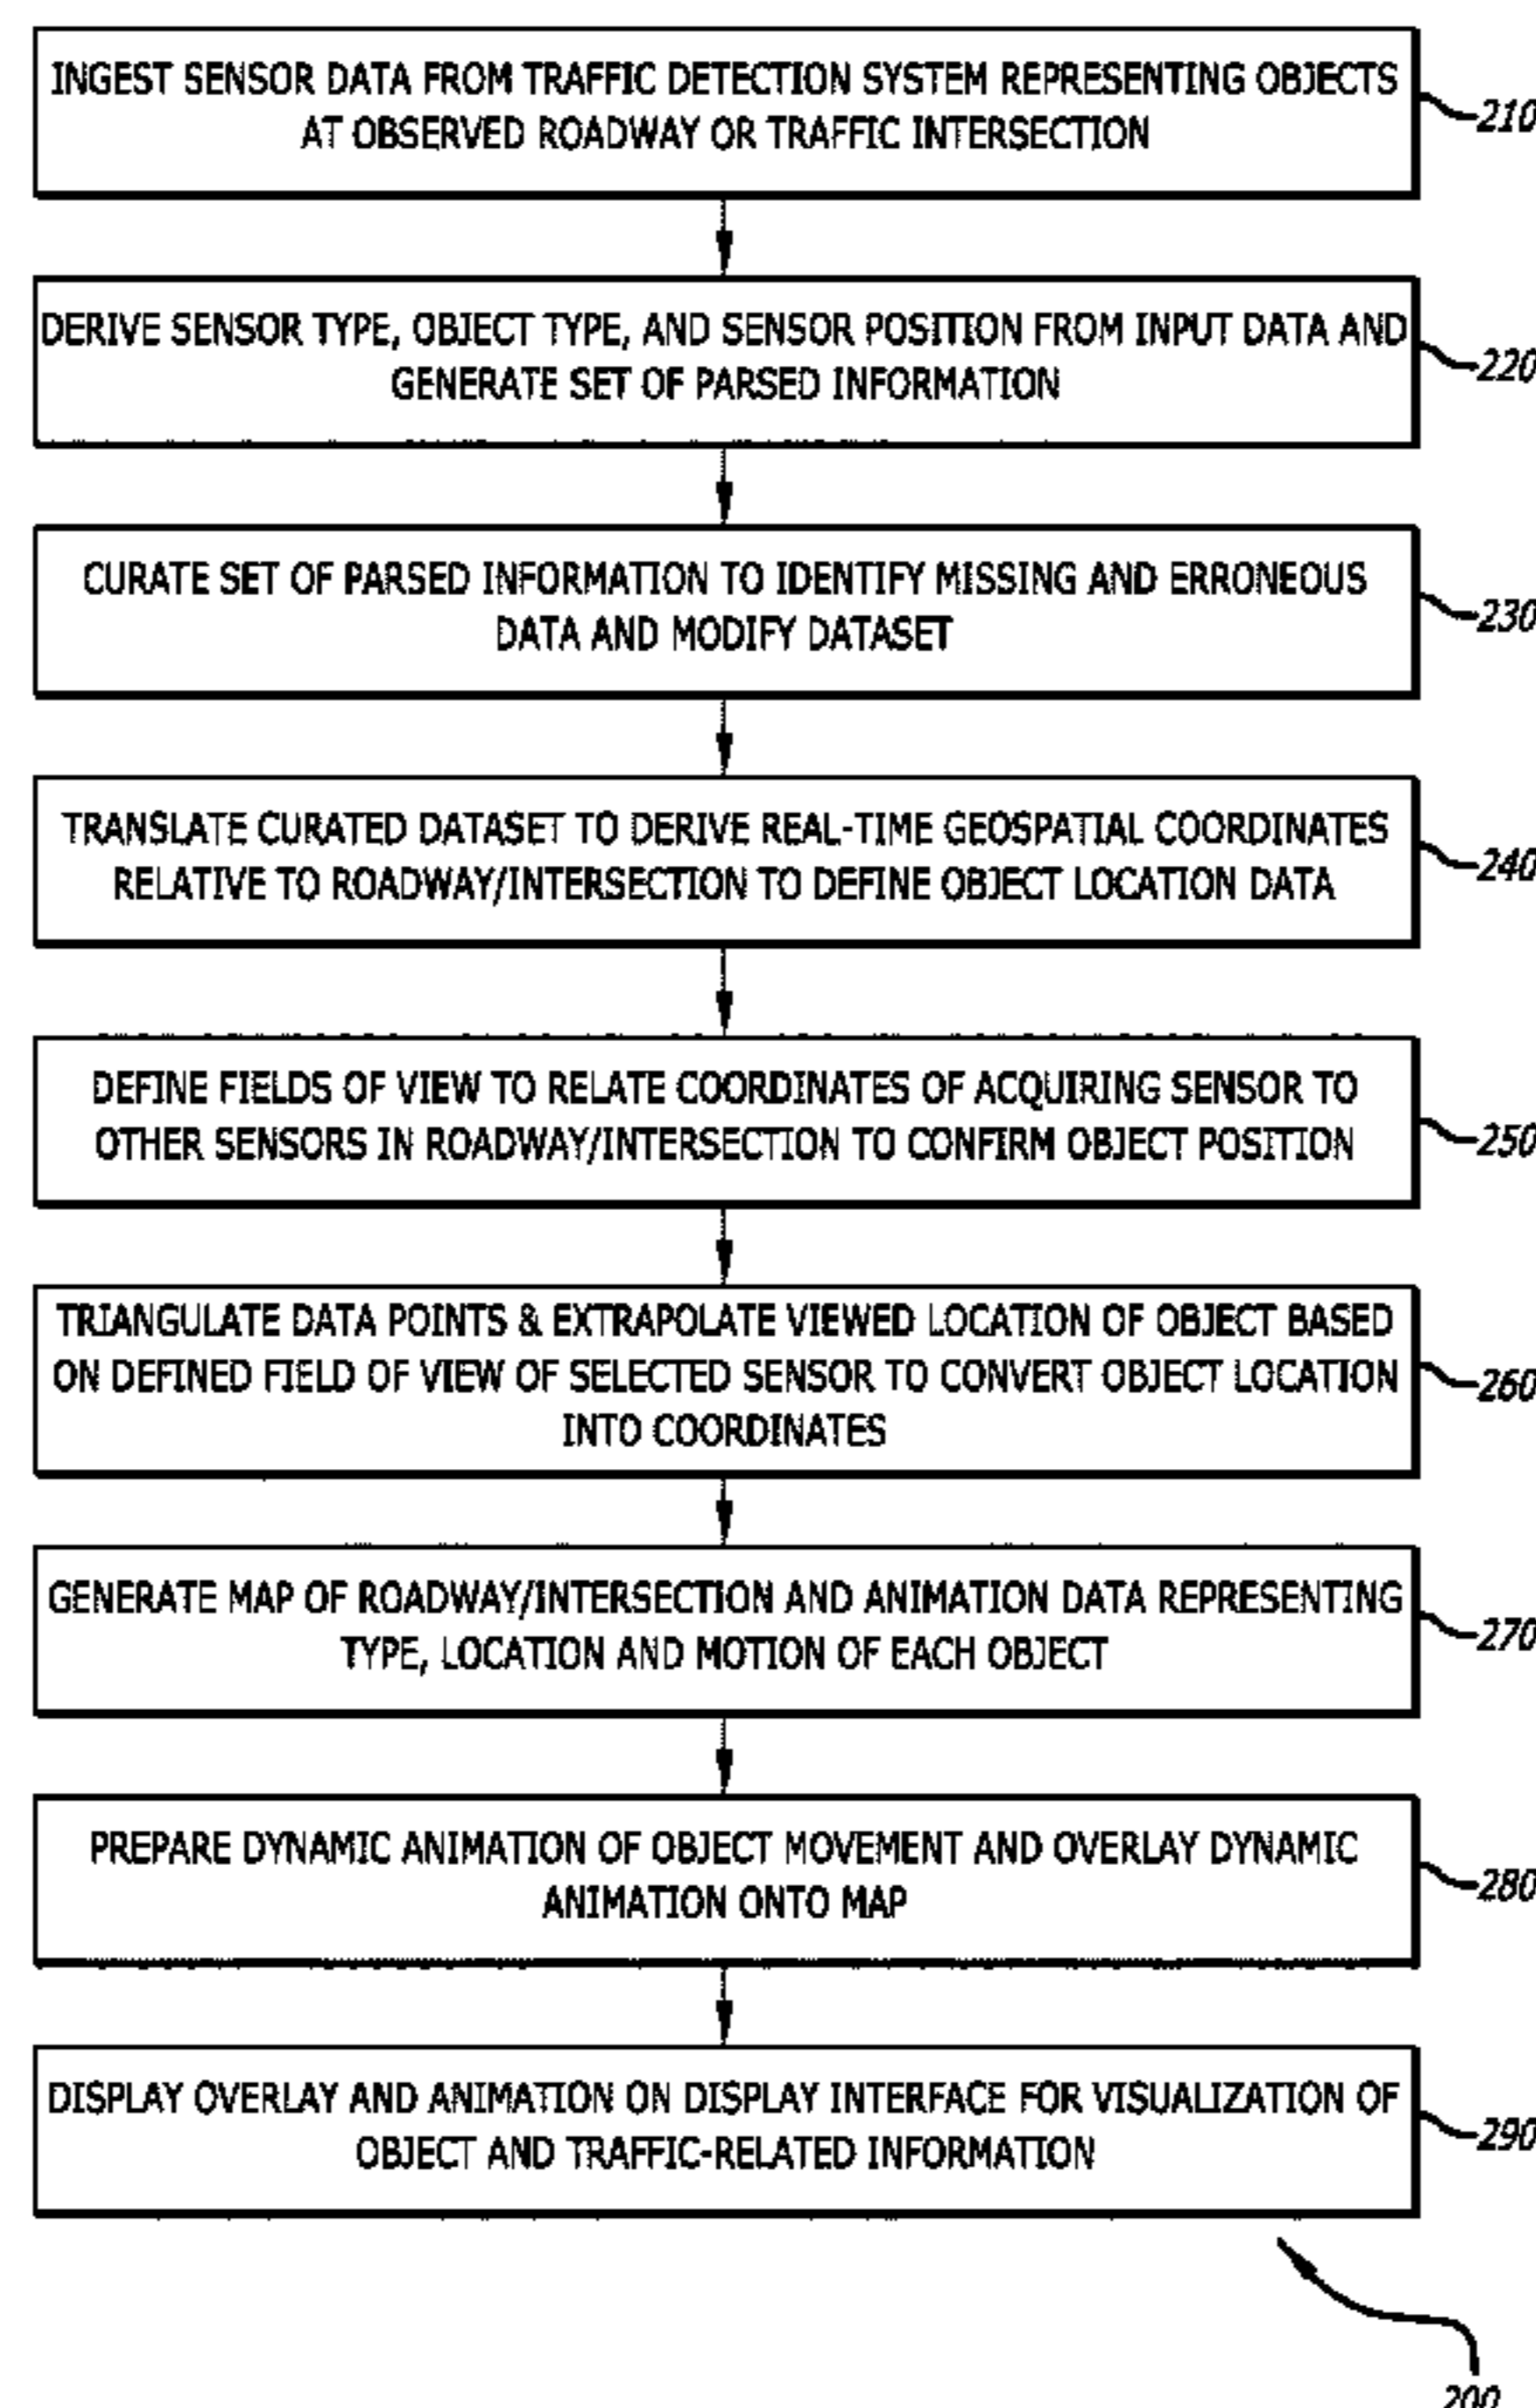 INGEST SENSOR DATA FROM TRAFFIC DETECTION SYSTEM REPRESENTING OBJECTS
AT OBSERVED ROADWAY OR TRAFFIC INTERSECTION
210
DERIVE SENSOR TYPE, OBJECT TYPE, AND SENSOR POSITION FROM INPUT DATA AND
GENERATE SET OF PARSED INFORMATION
220
CURATE SET OF PARSED INFORMATION TO IDENTIFY MISSING AND ERRONEOUS
DATA AND MODIFY DATASET
230
TRANSLATE CURATED DATASET TO DERIVE REAL-TIME GEOSPATIAL COORDINATES
RELATIVE TO ROADWAY/INTERSECTION TO DEFINE OBJECT LOCATION DATA
240
DEFINE FIELDS OF VIEW TO RELATE COORDINATES OF ACQUIRING SENSOR TO
OTHER SENSORS IN ROADWAY/INTERSECTION TO CONFIRM OBJECT POSITION
250
TRIANGULATE DATA POINTS & EXTRAPOLATE VIEWED LOCATION OF OBJECT BASED
ON DEFINED FIELD OF VIEW OF SELECTED SENSOR TO CONVERT OBJECT LOCATION
INTO COORDINATES
260
GENERATE MAP OF ROADWAY/INTERSECTION AND ANIMATION DATA REPRESENTING
TYPE, LOCATION AND MOTION OF EACH OBJECT
270
PREPARE DYNAMIC ANIMATION OF OBJECT MOVEMENT AND OVERLAY DYNAMIC
ANIMATION ONTO MAP
280
DISPLAY OVERLAY AND ANIMATION ON DISPLAY INTERFACE FOR VISUALIZATION OF
OBJECT AND TRAFFIC-RELATED INFORMATION
290
200